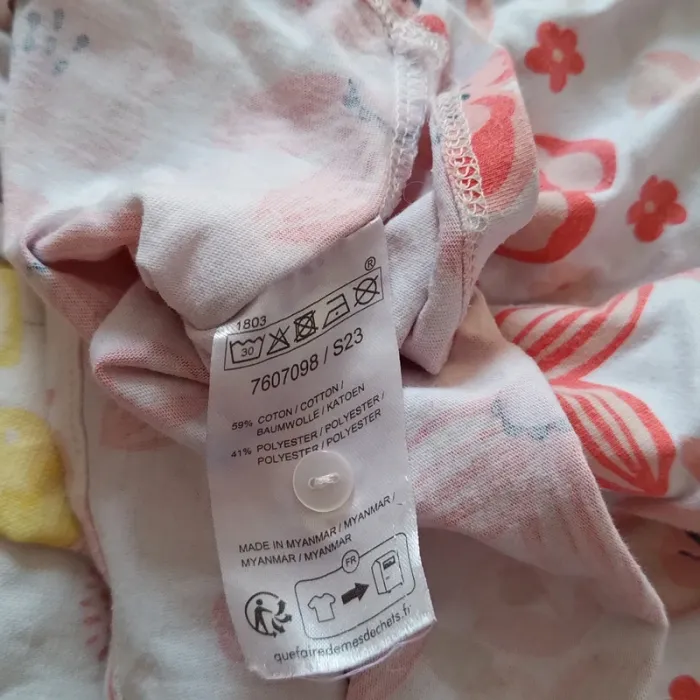 ®
1803
30
7607098 / S23
59% COTON / COTTON /
BAUMWOLLE / KATOEN
41% POLYESTER / POLYESTER /
POLYESTER / POLYESTER
MADE IN MYANMAR / MYANMAR /
MYANMAR / MYANMAR
FR
quefairedemesdechets.fr